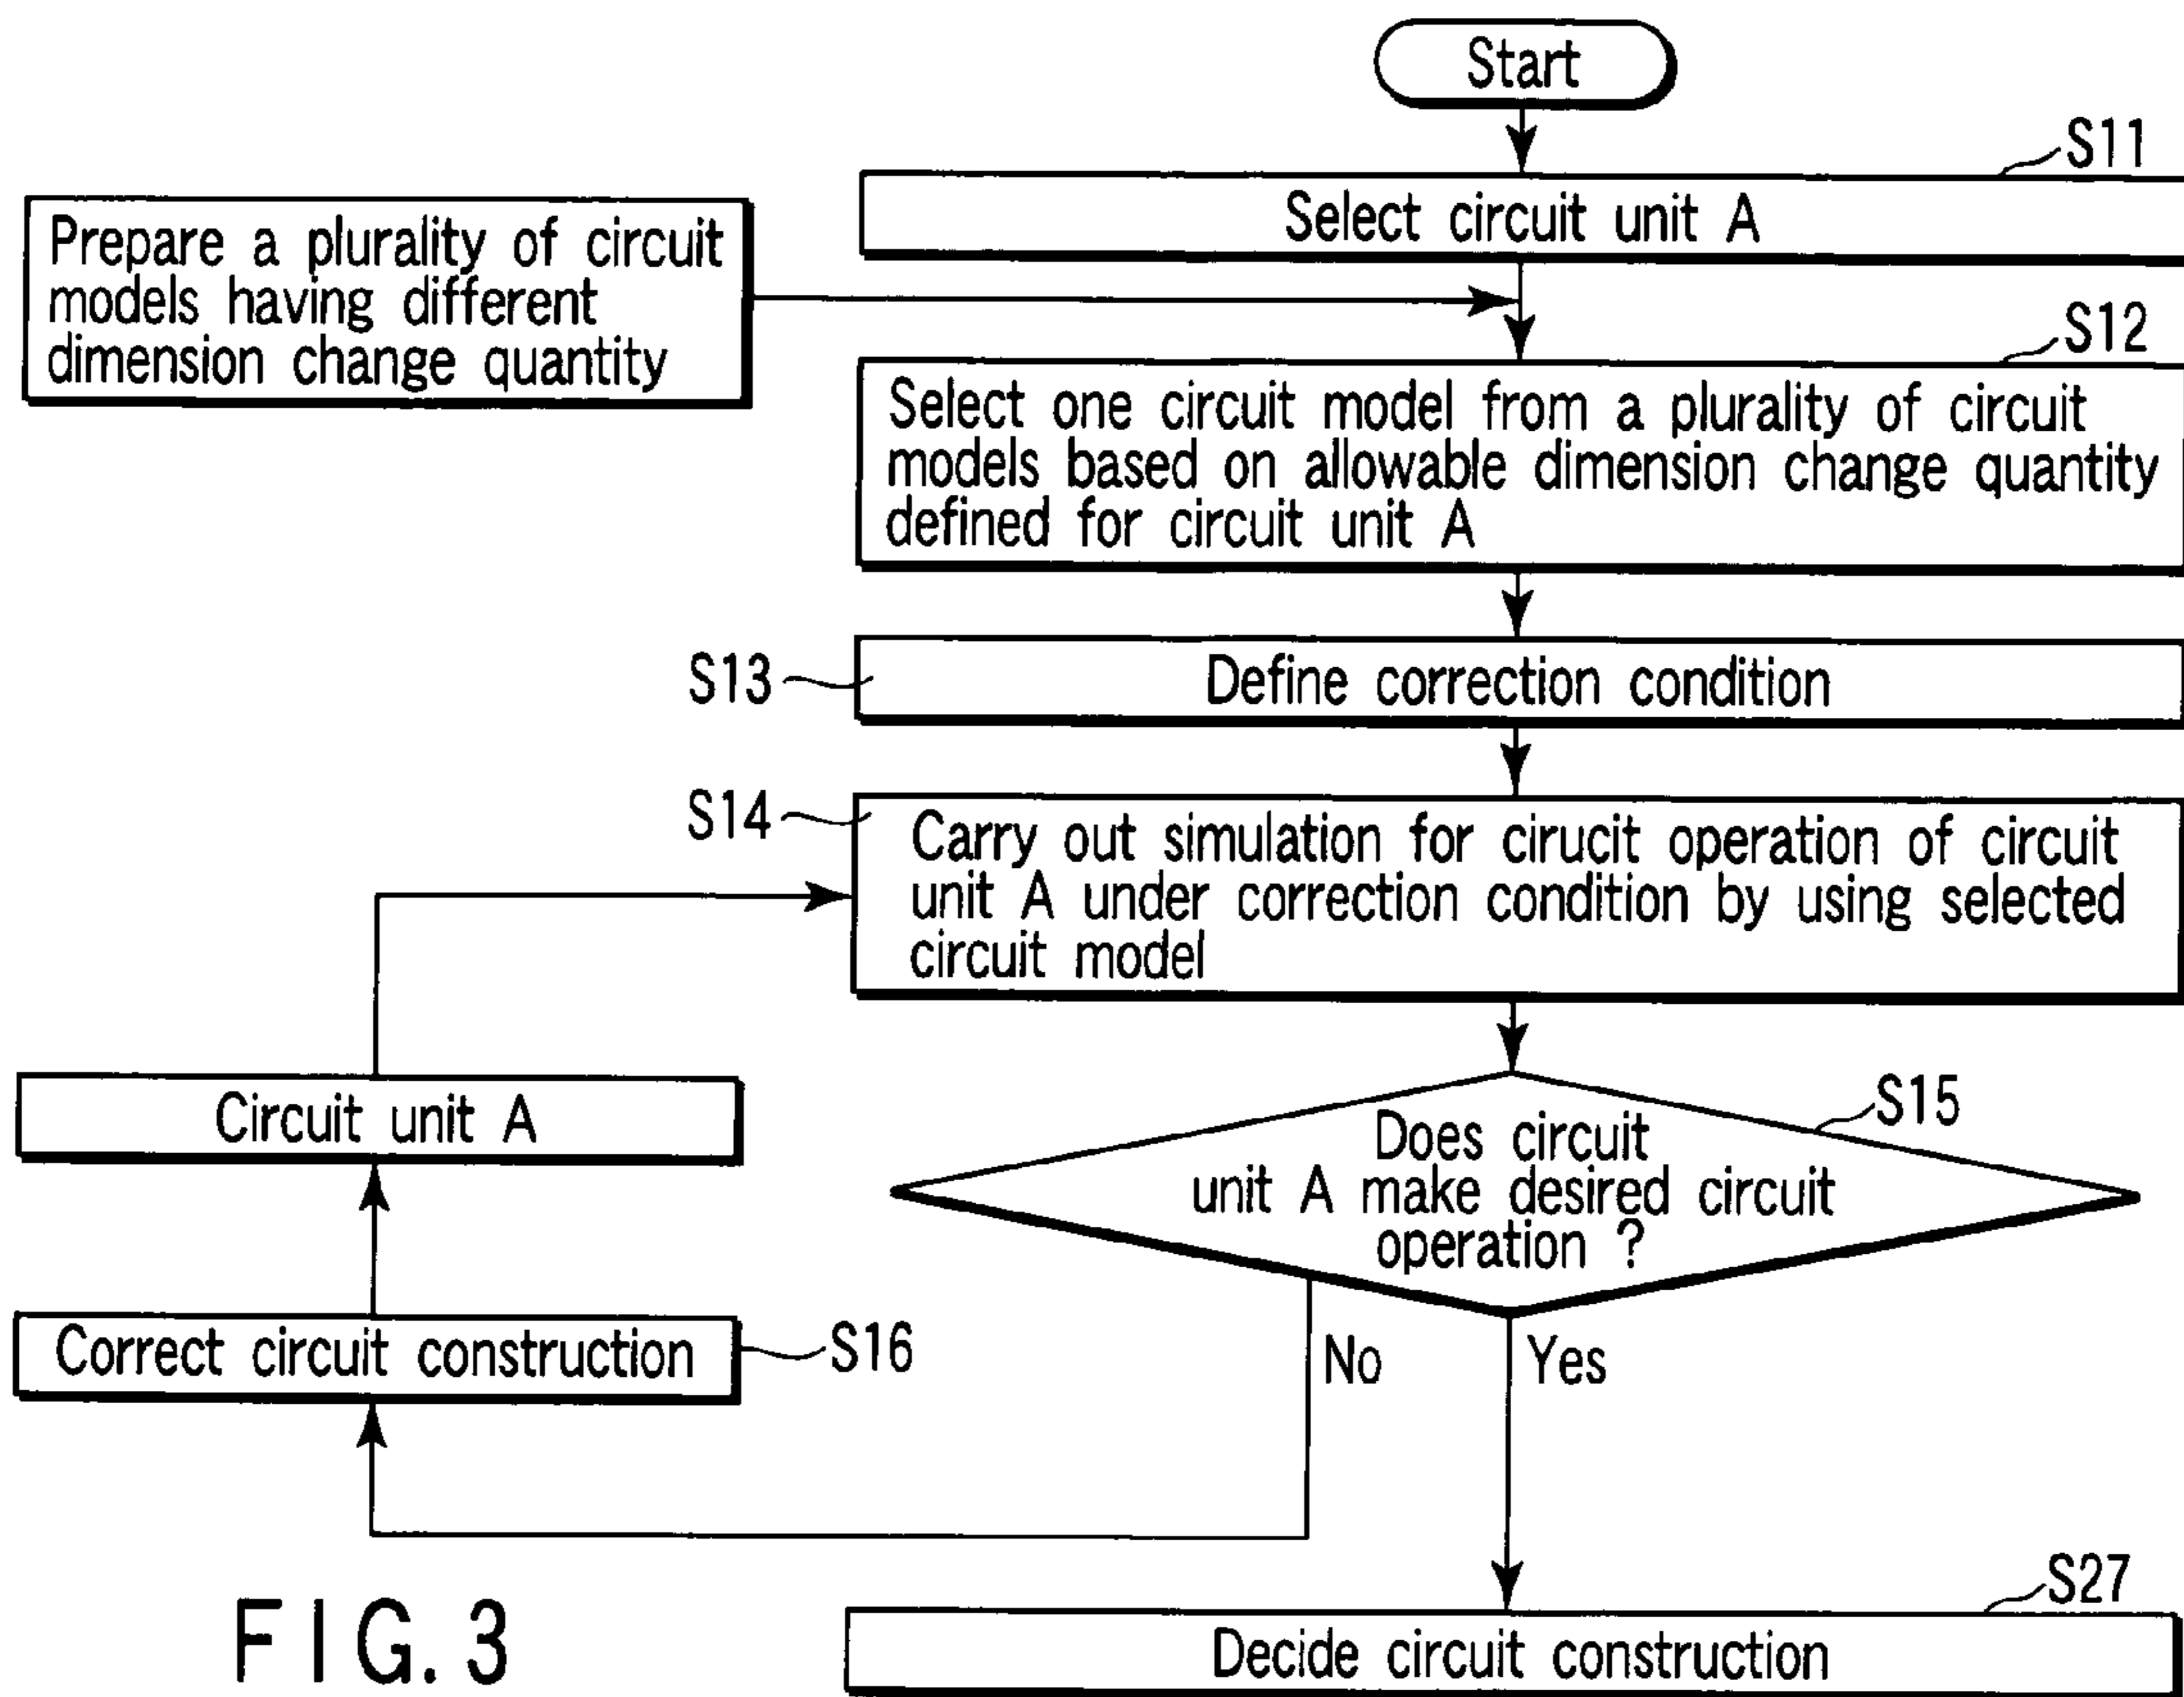 Start
S11
Select circuit unit A
Prepare a plurality of circuit
models having different
dimension change quantity
S12
Select one circuit model from a plurality of circuit
models based on allowable dimension change quantity
defined for circuit unit A
S13
Define correction condition
S14
Carry out simulation for cirucit operation of circuit
unit A under correction condition by using selected
circuit model
Circuit unit A
S15
Does circuit
unit A make desired circuit
operation ?
Correct circuit construction
S16
No
Yes
S27
Decide circuit construction
FIG. 3